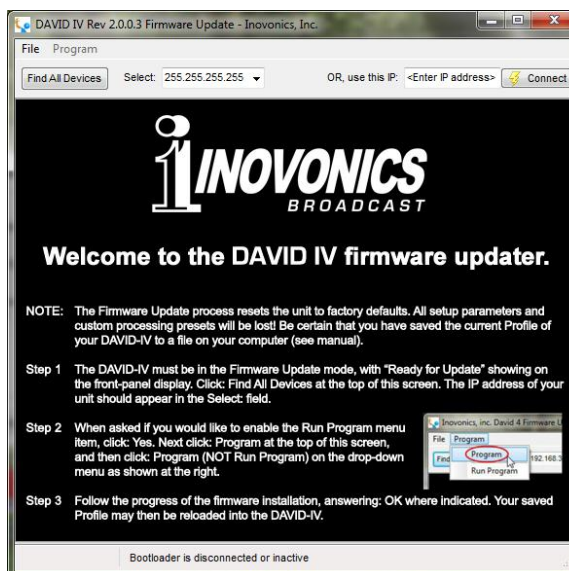 DAVID IV Rev 2.0.0.3 Firmware Update - Inovonics, Inc.
File Program
Find All Devices Select: 255.255.255.255 OR, use this IP: <Enter IP address> Connect
INOVONICS
BROADCAST
Welcome to the DAVID IV firmware updater.
NOTE: The Firmware Update process resets the unit to factory defaults. All setup parameters and
custom processing presets will be lost! Be certain that you have saved the current Profile of
your DAVID-IV to a file on your computer (see manual).
Step 1 The DAVID-IV must be in the Firmware Update mode, with "Ready for Update" showing on
the front-panel display. Click: Find All Devices at the top of this screen. The IP address of your
unit should appear in the Select: field.
Step 2 When asked if you would like to enable the Run Program menu
item, click: Yes. Next click: Program at the top of this screen,
and then click: Program (NOT Run Program) on the drop-down
menu as shown at the right.
Inovonics, inc. David 4 Firmware U
File Program
Find Program 192.168.3
Run Program
Step 3 Follow the progress of the firmware installation, answering: OK where indicated. Your saved
Profile may then be reloaded into the DAVID-IV.
Bootloader is disconnected or inactive